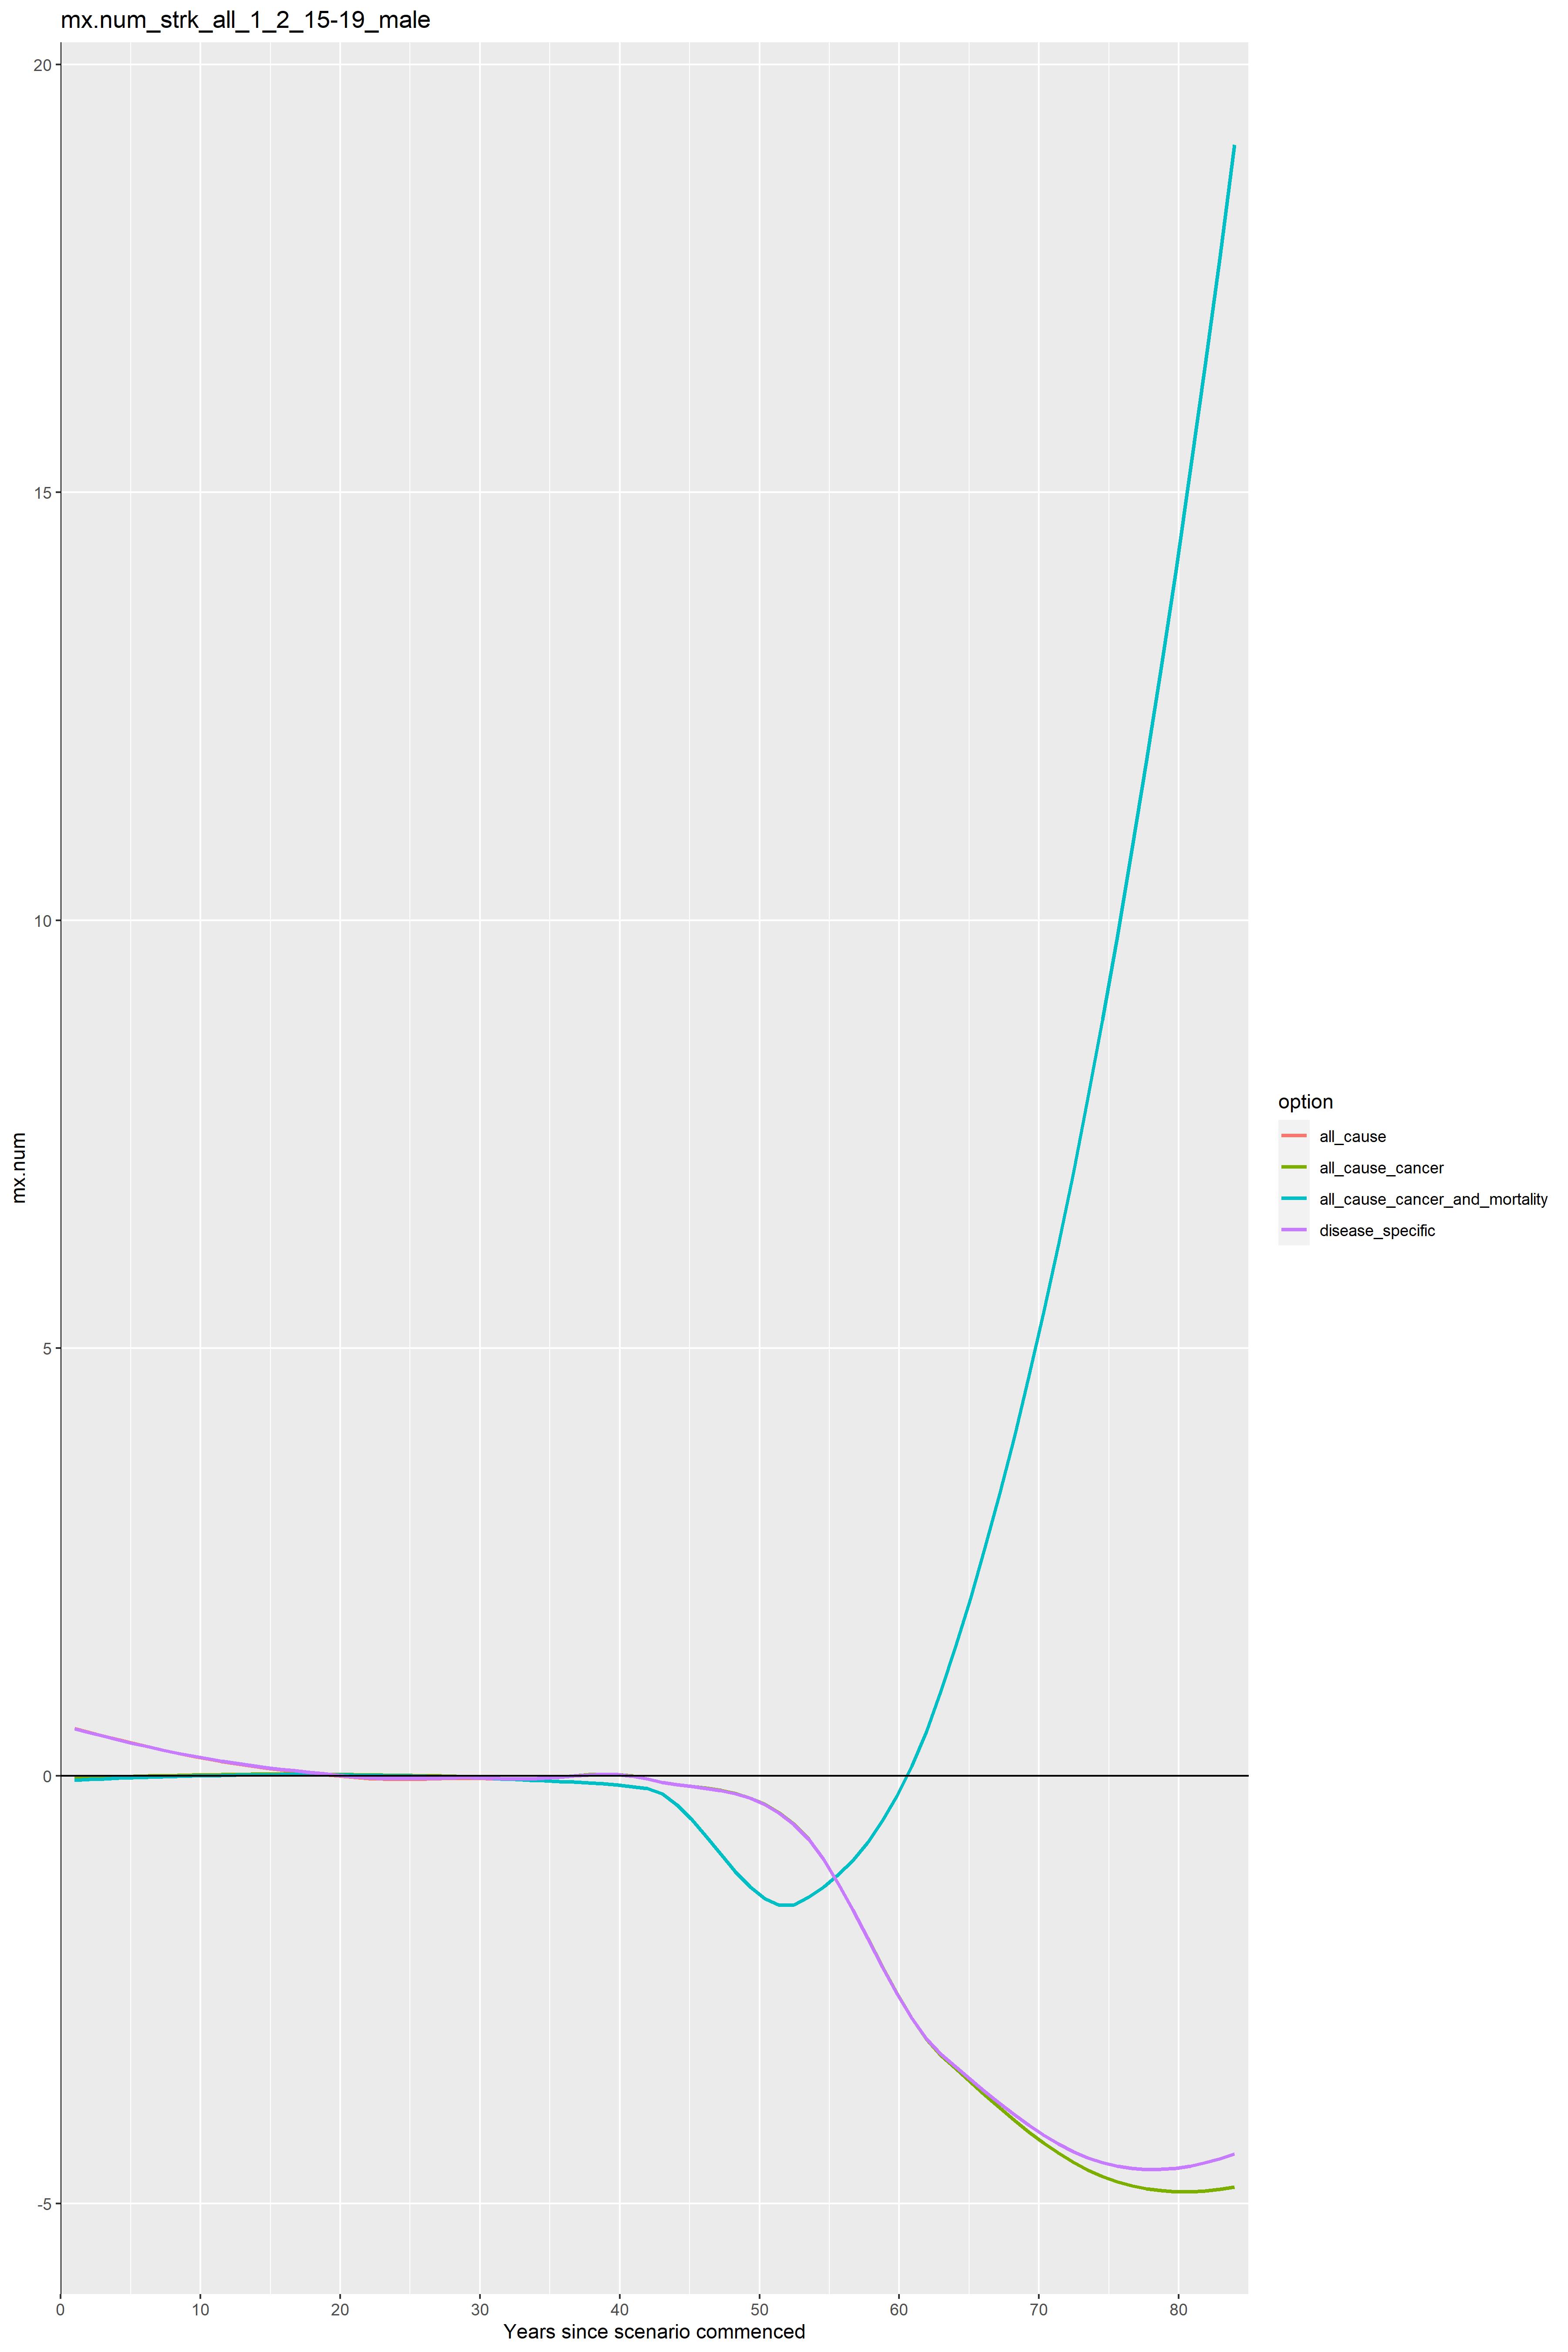 mx.num_strk_all_1_2_15-19_male
20
15
10
5
0
-5
mx.num
0 10 20 30 40 50 60 70 80
Years since scenario commenced
option
all_cause
all_cause_cancer
all_cause_cancer_and_mortality
disease_specific